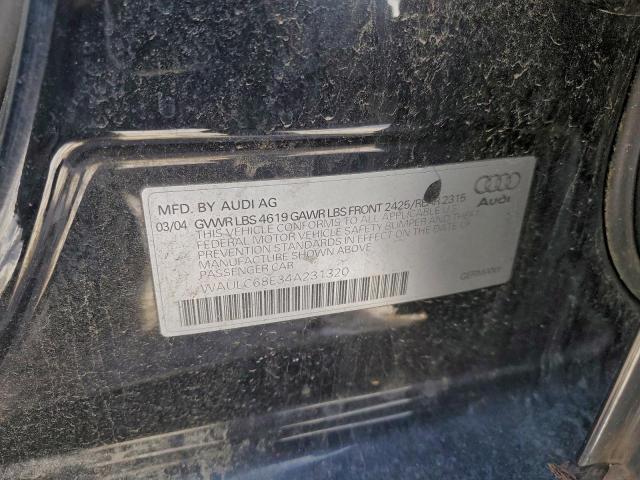 MFD. BY AUDI AG
03/04 GVWR LBS 4619 GAWR LBS FRONT 2425/REAR 2315
THIS VEHICLE CONFORMS TO ALL APPLICABLE U.S.
FEDERAL MOTOR VEHICLE SAFETY BUMPER AND THEFT
PREVENTION STANDARDS IN EFFECT ON THE DATE OF
MANUFACTURE SHOWN ABOVE.
PASSENGER CAR
WAULC68E34A231320
Audi
GERMANY